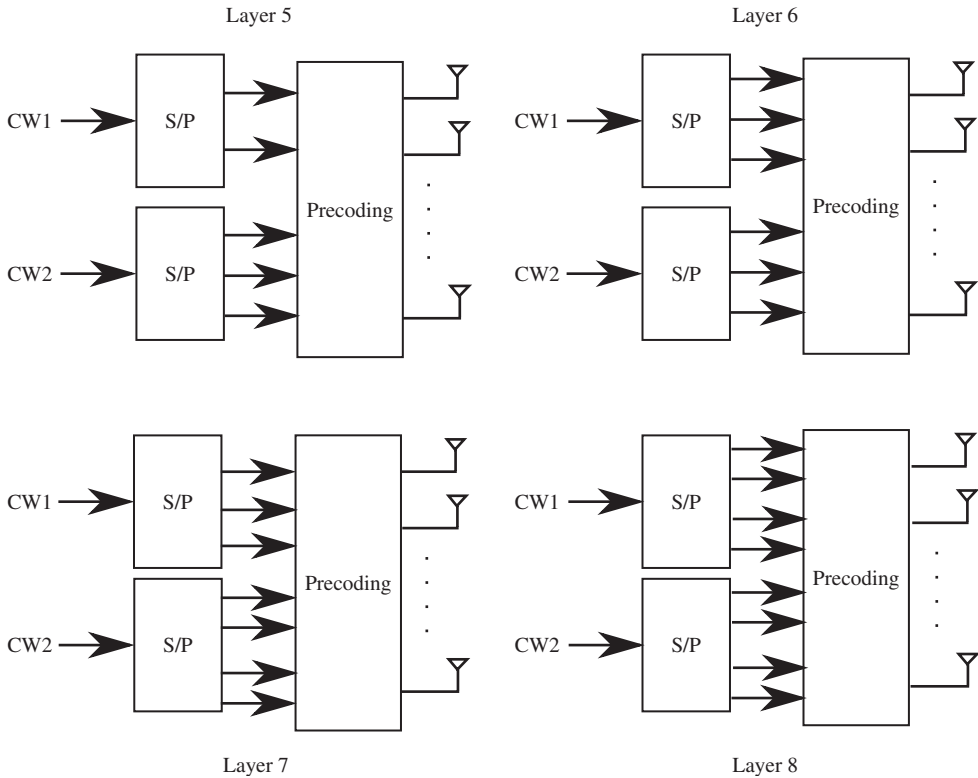 Layer 5
CW1
S/P
Precoding
CW2
S/P
Layer 6
CW1
S/P
Precoding
CW2
S/P
CW1
S/P
Precoding
CW2
S/P
Layer 7
CW1
S/P
Precoding
CW2
S/P
Layer 8